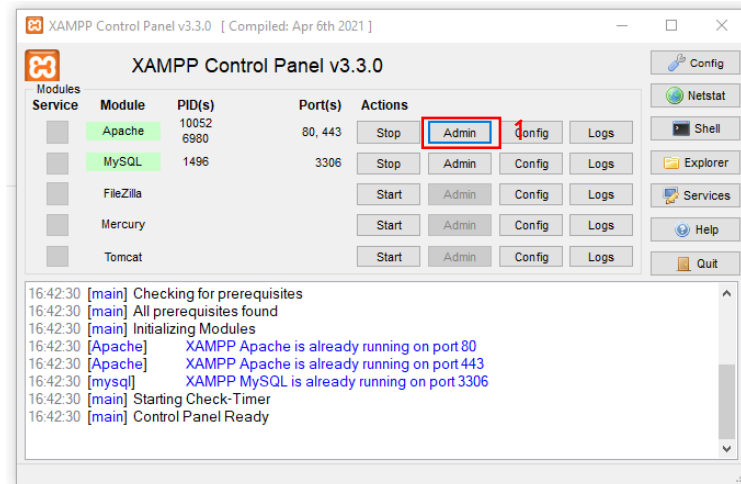 XAMPP Control Panel v3.3.0 [ Compiled: Apr 6th 2021 ]
XAMPP Control Panel v3.3.0
Config
Modules
Service Module PID(s) Port(s) Actions
Netstat
Apache 10052 6980 80, 443 Stop Admin 1 Config Logs
Shell
MySQL 1496 3306 Stop Admin Config Logs
Explorer
FileZilla Start Admin Config Logs
Services
Mercury Start Admin Config Logs
Help
Tomcat Start Admin Config Logs
Quit
16:42:30 [main] Checking for prerequisites
16:42:30 [main] All prerequisites found
16:42:30 [main] Initializing Modules
16:42:30 [Apache] XAMPP Apache is already running on port 80
16:42:30 [Apache] XAMPP Apache is already running on port 443
16:42:30 [mysql] XAMPP MySQL is already running on port 3306
16:42:30 [main] Starting Check-Timer
16:42:30 [main] Control Panel Ready